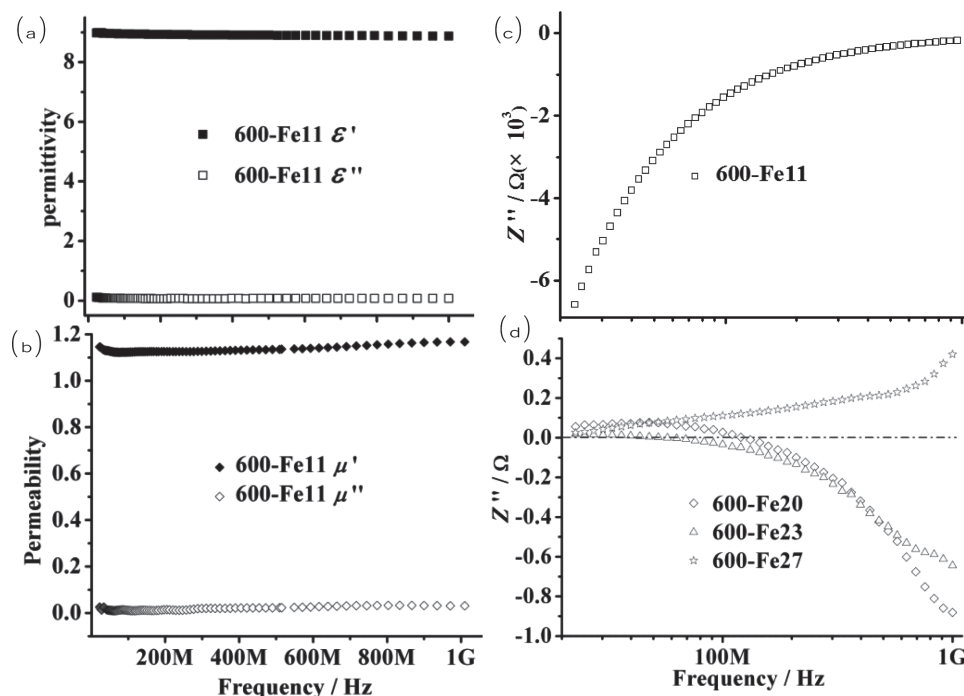 (a)
permittivity
9
6
3
0
600-Fe11 ε'
600-Fe11 ε''
(b)
Permeability
1.2
1.0
0.8
0.6
0.4
0.2
0.0
600-Fe11 μ'
600-Fe11 μ''
200M 400M 600M 800M 1G
Frequency / Hz
(c)
Z'' / Ω(× 10³)
0
-2
-4
-6
600-Fe11
(d)
Z'' / Ω
0.4
0.2
0.0
-0.2
-0.4
-0.6
-0.8
-1.0
600-Fe20
600-Fe23
600-Fe27
100M 1G
Frequency / Hz